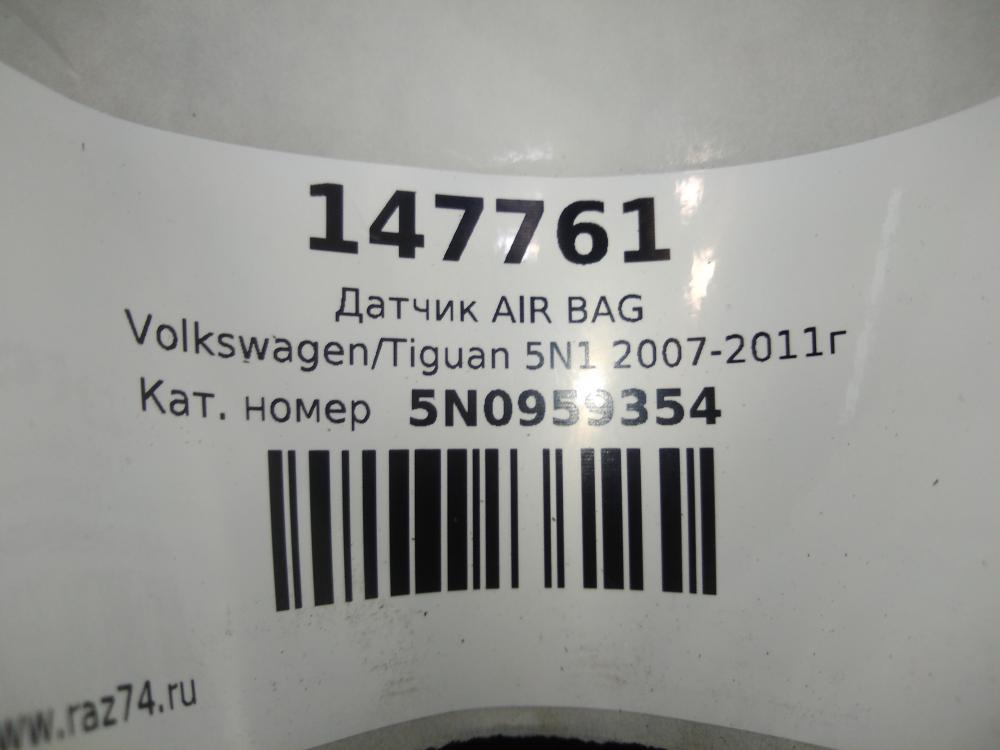 147761
Датчик AIR BAG
Volkswagen/Tiguan 5N1 2007-2011г
Кат. номер 5N0959354
www.raz74.ru